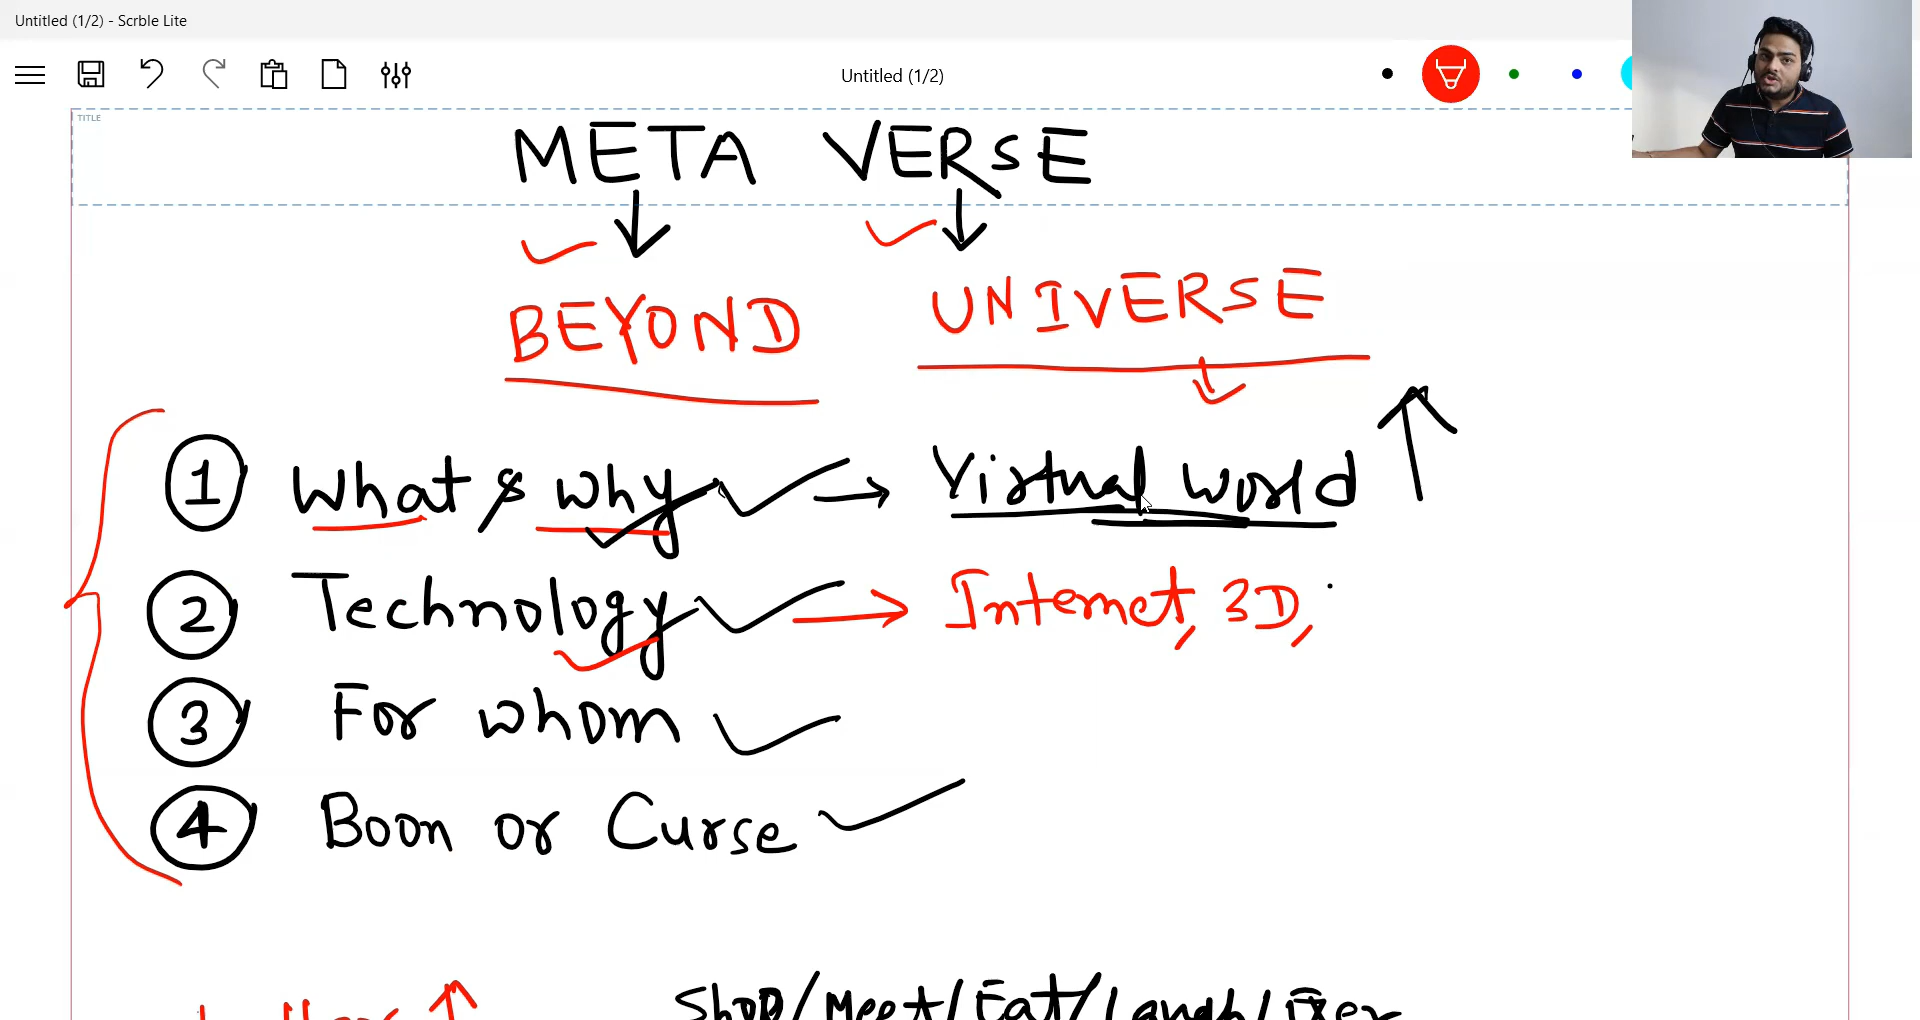 Untitled (1/2) - Scrble Lite
Untitled (1/2)
TITLE
META VERSE
BEYOND UNIVERSE
1 What & why → Virtual world
2 Technology → Internet, 3D,
3 For whom
4 Boon or Curse
Shop/Meet/Eat/Laugh/